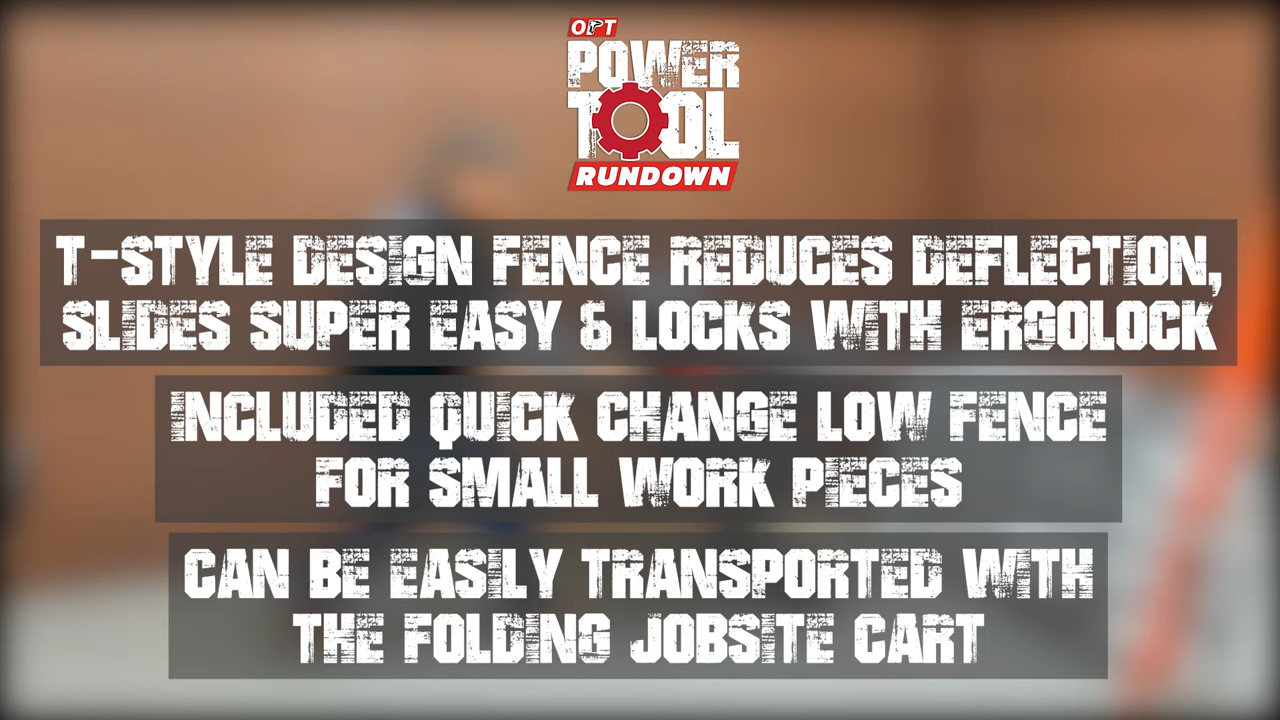 OPT
POWER
TOOL
RUNDOWN
T-STYLE DESIGN FENCE REDUCES DEFLECTION,
SLIDES SUPER EASY & LOCKS WITH ERGOLOCK
INCLUDED QUICK CHANGE LOW FENCE
FOR SMALL WORK PIECES
CAN BE EASILY TRANSPORTED WITH
THE FOLDING JOBSITE CART